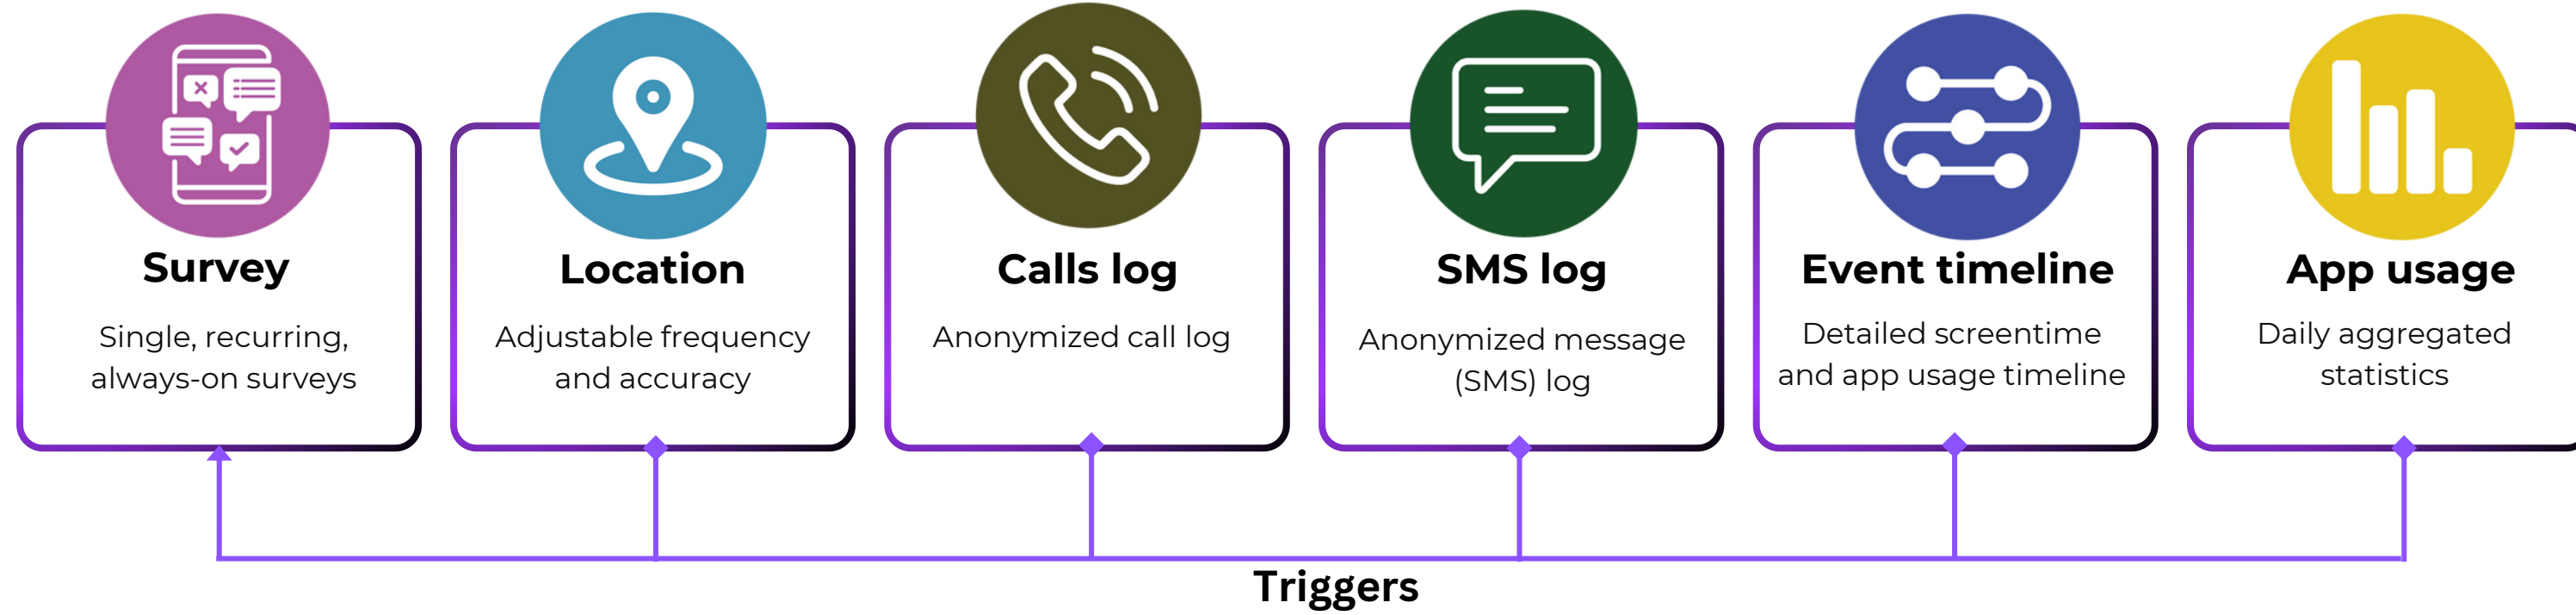 Survey
Single, recurring,
always-on surveys
Location
Adjustable frequency
and accuracy
Calls log
Anonymized call log
SMS log
Anonymized message
(SMS) log
Event timeline
Detailed screentime
and app usage timeline
App usage
Daily aggregated
statistics
Triggers